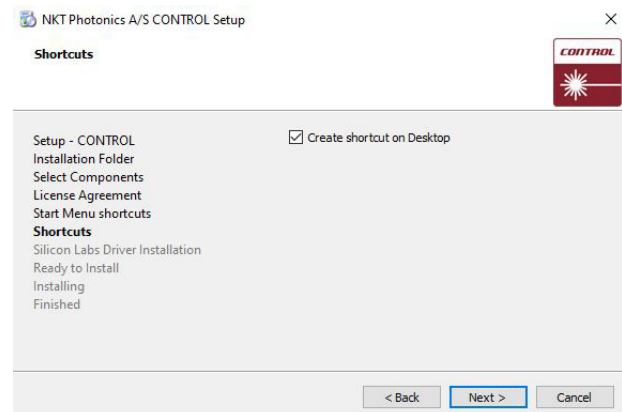 NKT Photonics A/S CONTROL Setup
Shortcuts
CONTROL
Setup - CONTROL
Installation Folder
Select Components
License Agreement
Start Menu shortcuts
Shortcuts
Silicon Labs Driver Installation
Ready to Install
Installing
Finished
Create shortcut on Desktop
< Back
Next >
Cancel